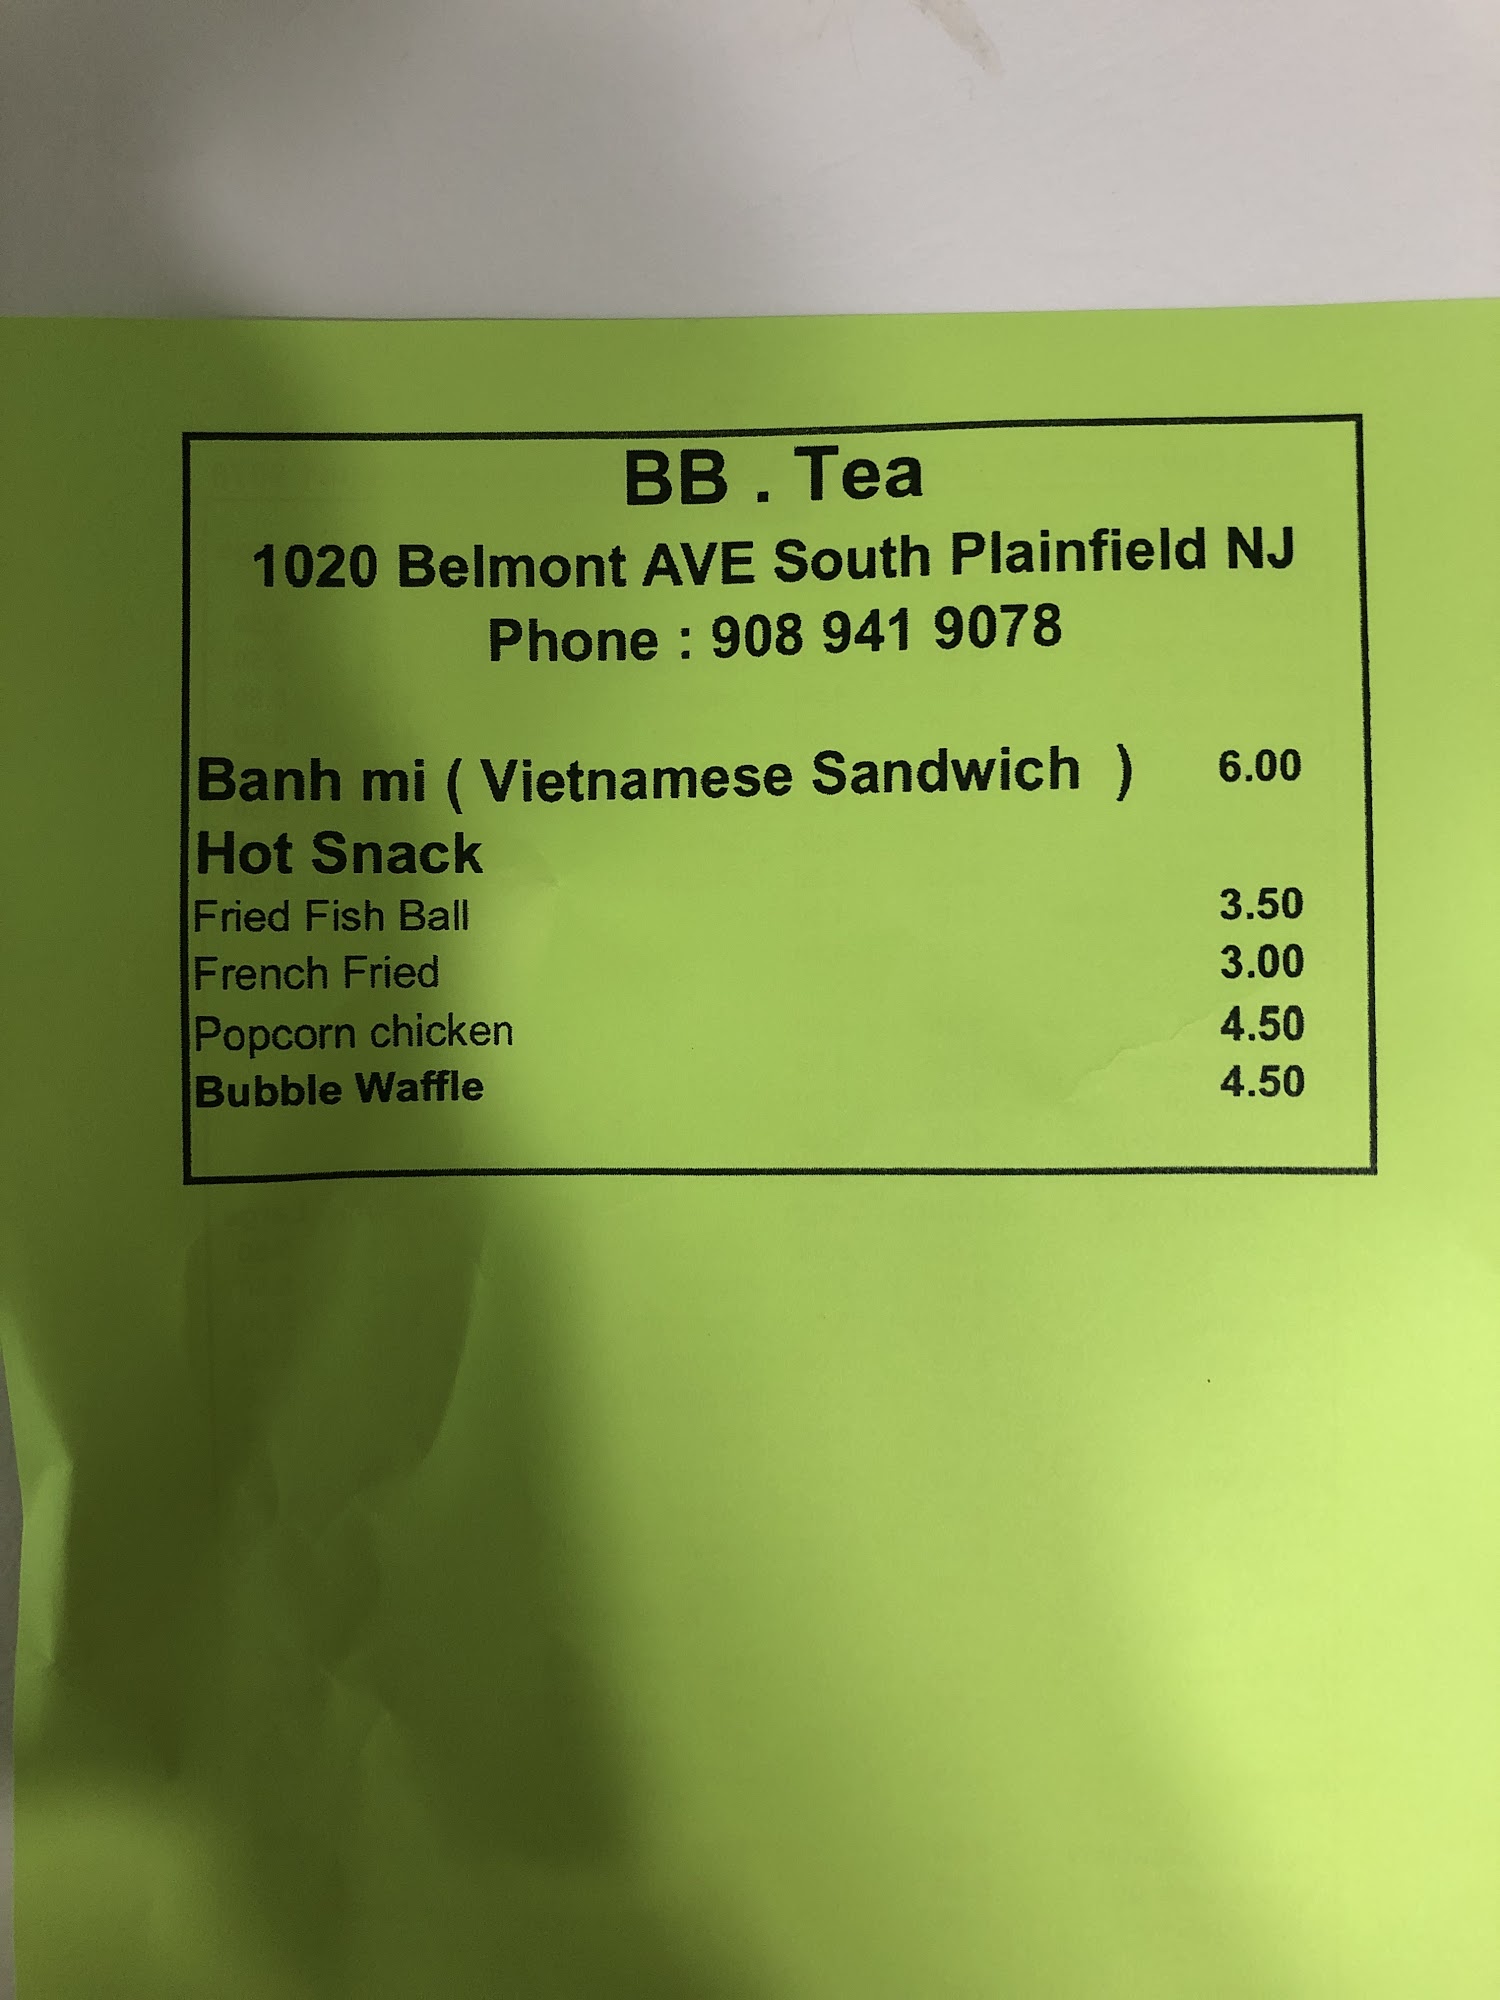 BB . Tea
1020 Belmont AVE South Plainfield NJ
Phone : 908 941 9078
Banh mi ( Vietnamese Sandwich ) 6.00
Hot Snack
Fried Fish Ball 3.50
French Fried 3.00
Popcorn chicken 4.50
Bubble Waffle 4.50